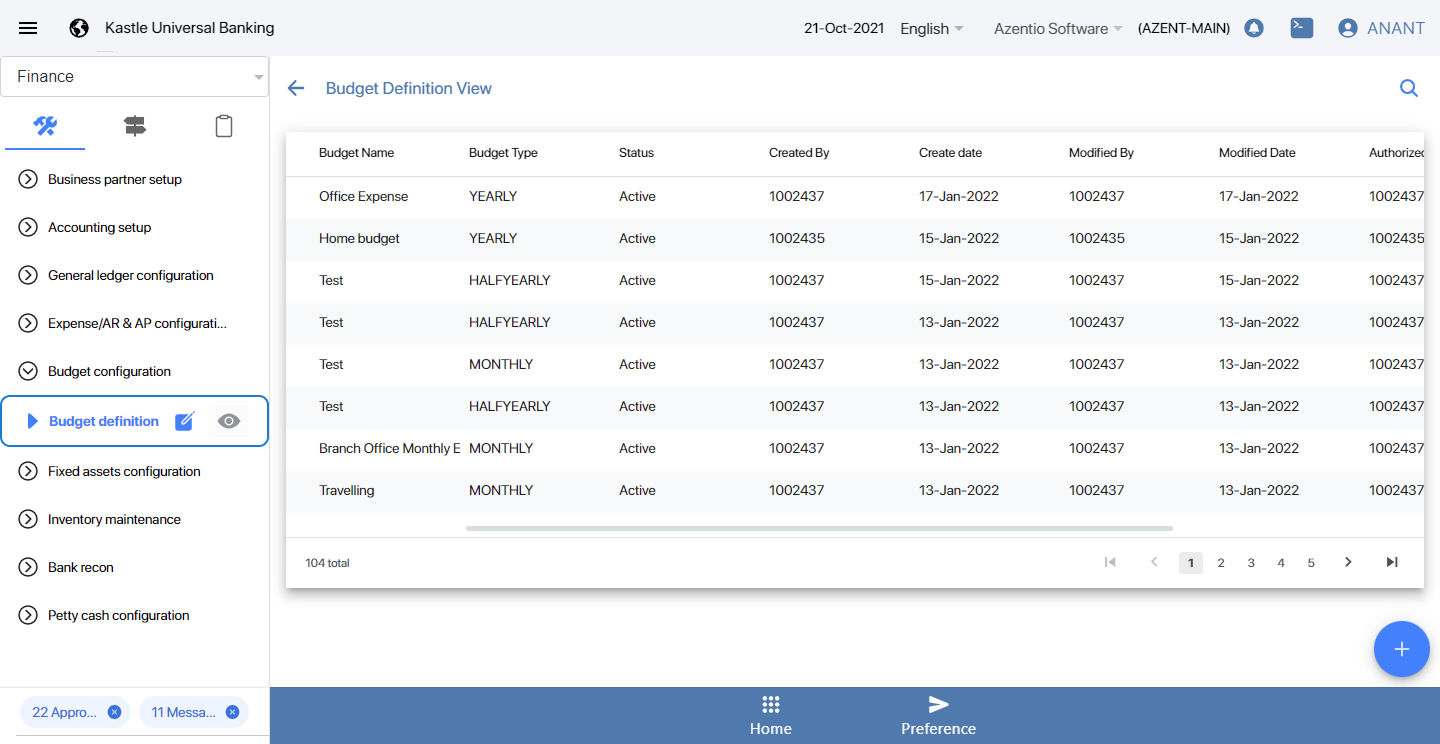 Kastle Universal Banking
21-Oct-2021 English Azentio Software (AZENT-MAIN) ANANT
Finance
Business partner setup
Accounting setup
General ledger configuration
Expense/AR & AP configurati...
Budget configuration
Budget definition
Fixed assets configuration
Inventory maintenance
Bank recon
Petty cash configuration
22 Appro... 11 Messa...
Budget Definition View
Budget Name Budget Type Status Created By Create date Modified By Modified Date Authorized
Office Expense YEARLY Active 1002437 17-Jan-2022 1002437 17-Jan-2022 1002437
Home budget YEARLY Active 1002435 15-Jan-2022 1002435 15-Jan-2022 1002435
Test HALFYEARLY Active 1002437 15-Jan-2022 1002437 15-Jan-2022 1002437
Test HALFYEARLY Active 1002437 13-Jan-2022 1002437 13-Jan-2022 1002437
Test MONTHLY Active 1002437 13-Jan-2022 1002437 13-Jan-2022 1002437
Test HALFYEARLY Active 1002437 13-Jan-2022 1002437 13-Jan-2022 1002437
Branch Office Monthly E MONTHLY Active 1002437 13-Jan-2022 1002437 13-Jan-2022 1002437
Travelling MONTHLY Active 1002437 13-Jan-2022 1002437 13-Jan-2022 1002437
104 total 1 2 3 4 5
Home Preference